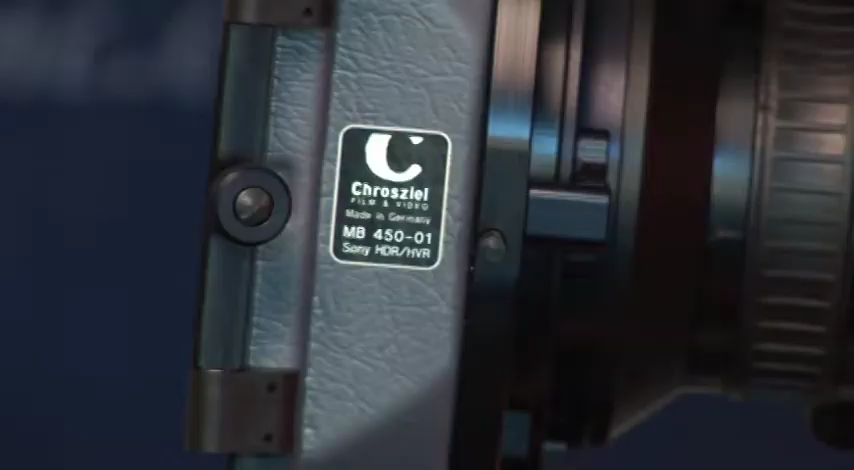 Chrosziel
FILM & VIDEO
Made in Germany
MB 450-01
Sony HDR/HVR